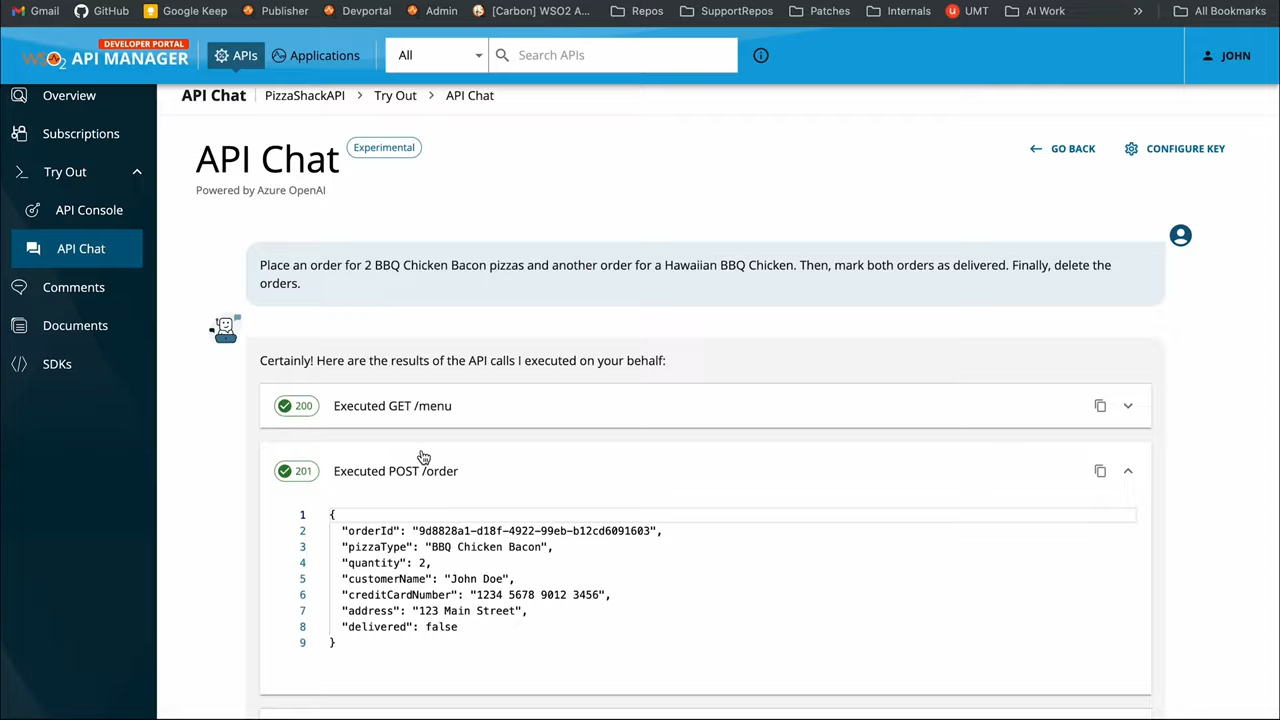 Gmail GitHub Google Keep Publisher Devportal Admin [Carbon] WSO2 A... Repos SupportRepos Patches Internals UMT AI Work » All Bookmarks
DEVELOPER PORTAL
WSO2 API MANAGER
APIs
Applications
All
Search APIs
JOHN
Overview
Subscriptions
Try Out
API Console
API Chat
Comments
Documents
SDKs
API Chat PizzaShackAPI > Try Out > API Chat
API Chat
Experimental
GO BACK
CONFIGURE KEY
Powered by Azure OpenAI
Place an order for 2 BBQ Chicken Bacon pizzas and another order for a Hawaiian BBQ Chicken. Then, mark both orders as delivered. Finally, delete the
orders.
Certainly! Here are the results of the API calls I executed on your behalf:
200 Executed GET /menu
201 Executed POST /order
1 {
2 "orderId": "9d8828a1-d18f-4922-99eb-b12cd6091603",
3 "pizzaType": "BBQ Chicken Bacon",
4 "quantity": 2,
5 "customerName": "John Doe",
6 "creditCardNumber": "1234 5678 9012 3456",
7 "address": "123 Main Street",
8 "delivered": false
9 }